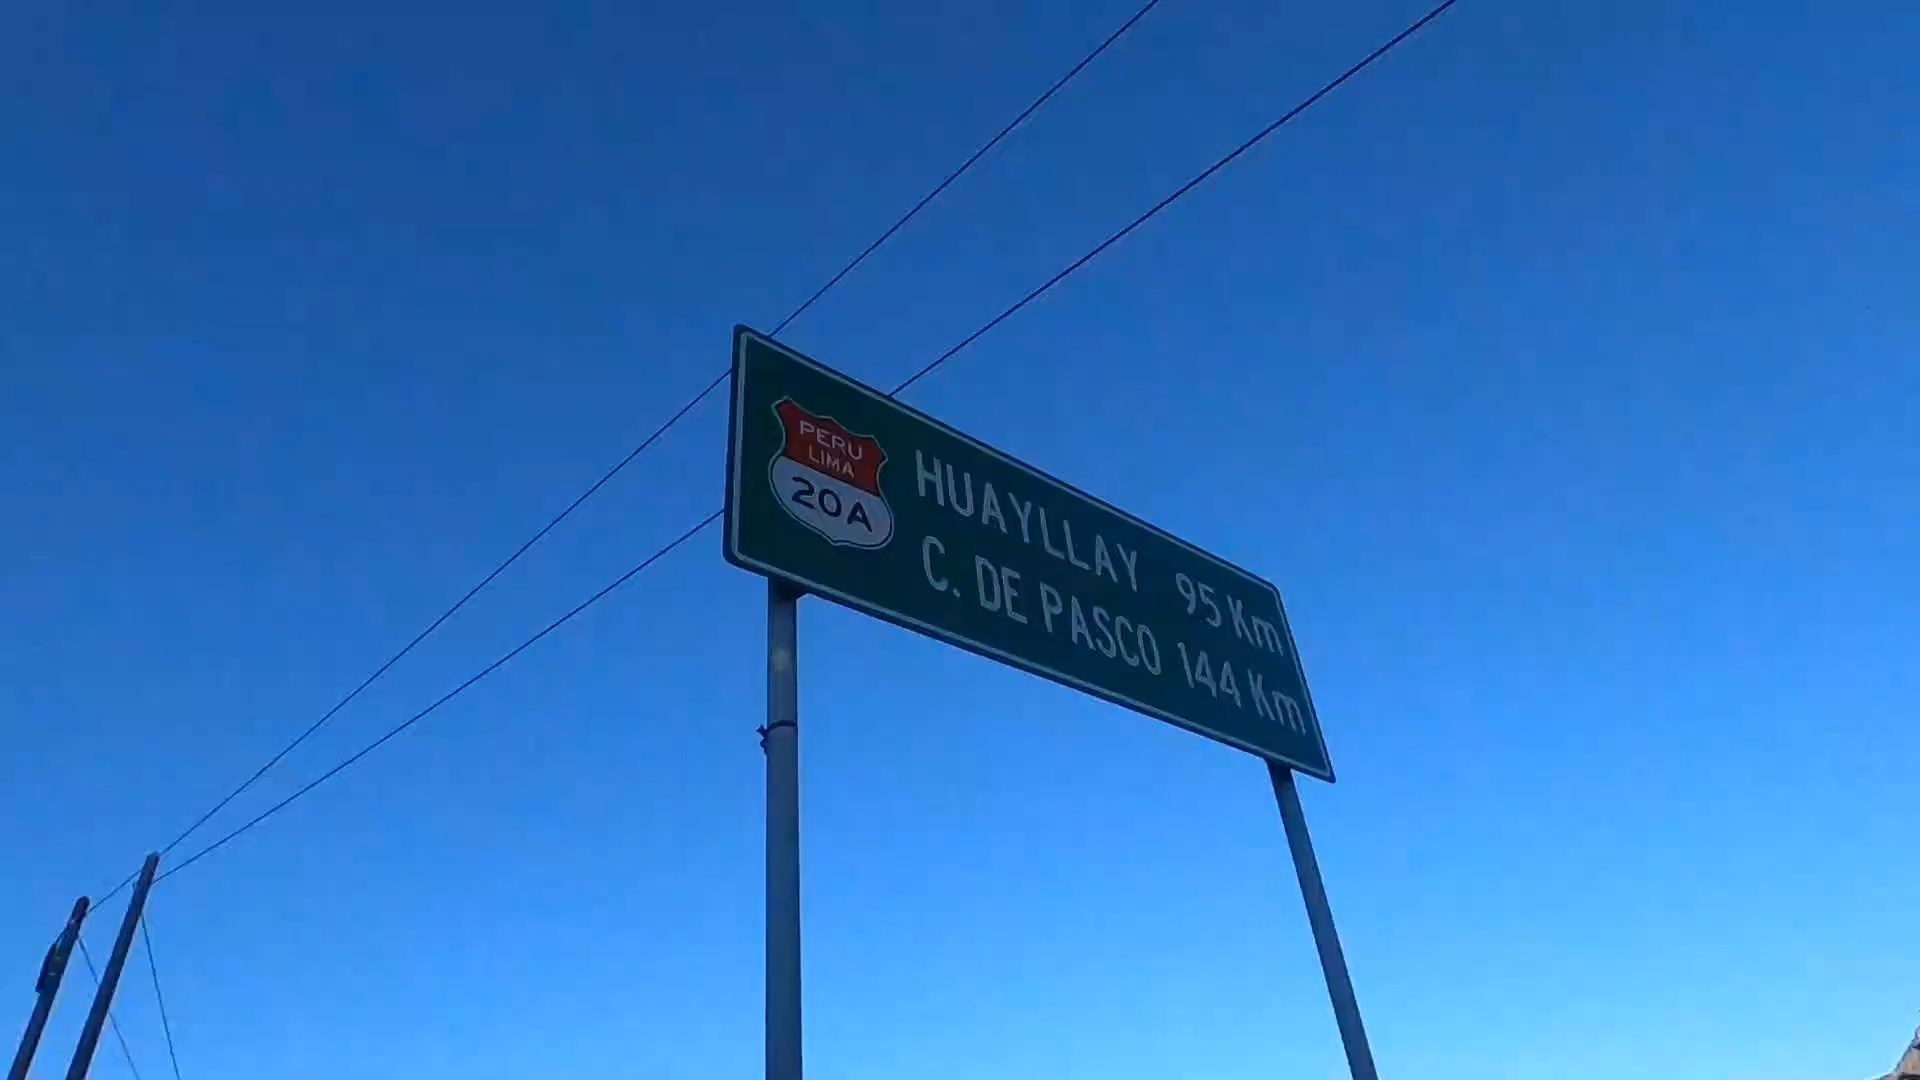 PERU
LIMA
20A
HUAYLLAY 95 Km
C. DE PASCO 144 Km